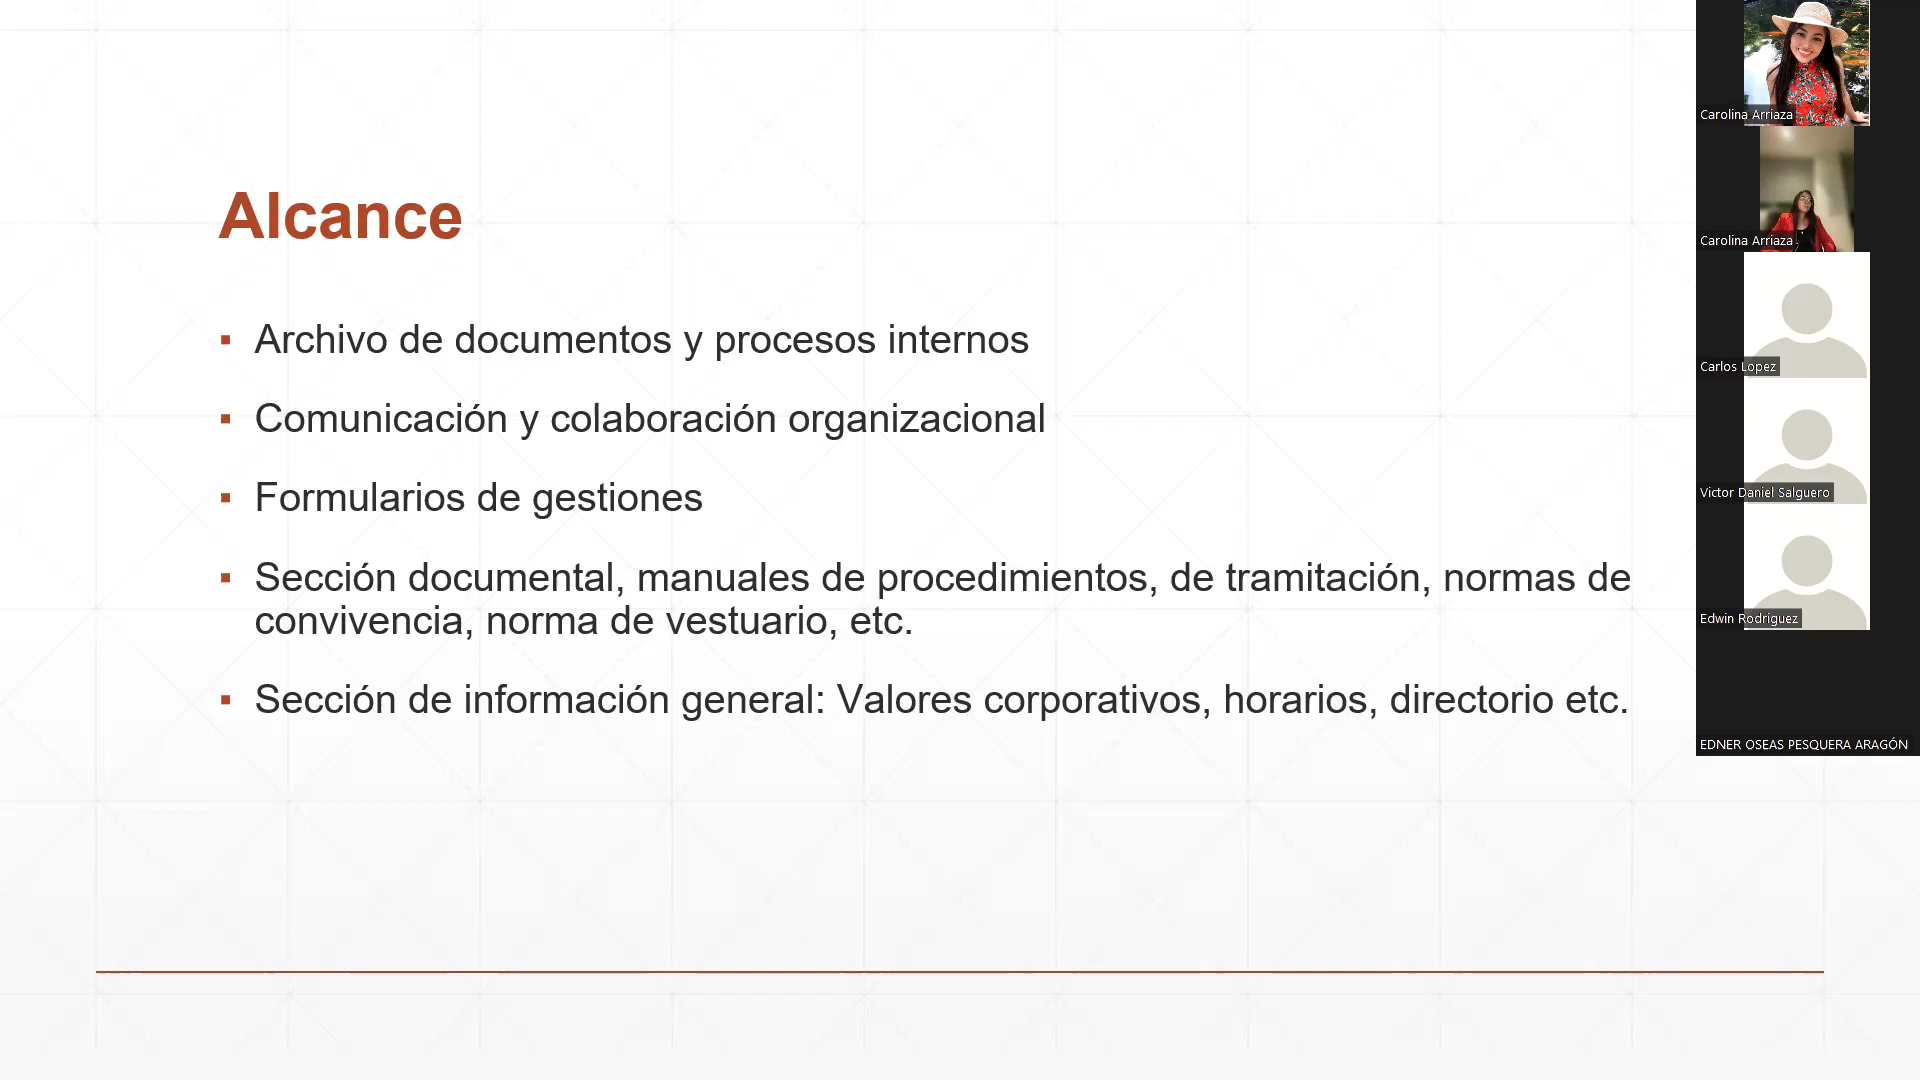 Alcance
▪ Archivo de documentos y procesos internos
▪ Comunicación y colaboración organizacional
▪ Formularios de gestiones
▪ Sección documental, manuales de procedimientos, de tramitación, normas de
convivencia, norma de vestuario, etc.
▪ Sección de información general: Valores corporativos, horarios, directorio etc.
Carolina Arriaza
Carolina Arriaza
Carlos Lopez
Victor Daniel Salguero
Edwin Rodriguez
EDNER OSEAS PESQUERA ARAGÓN